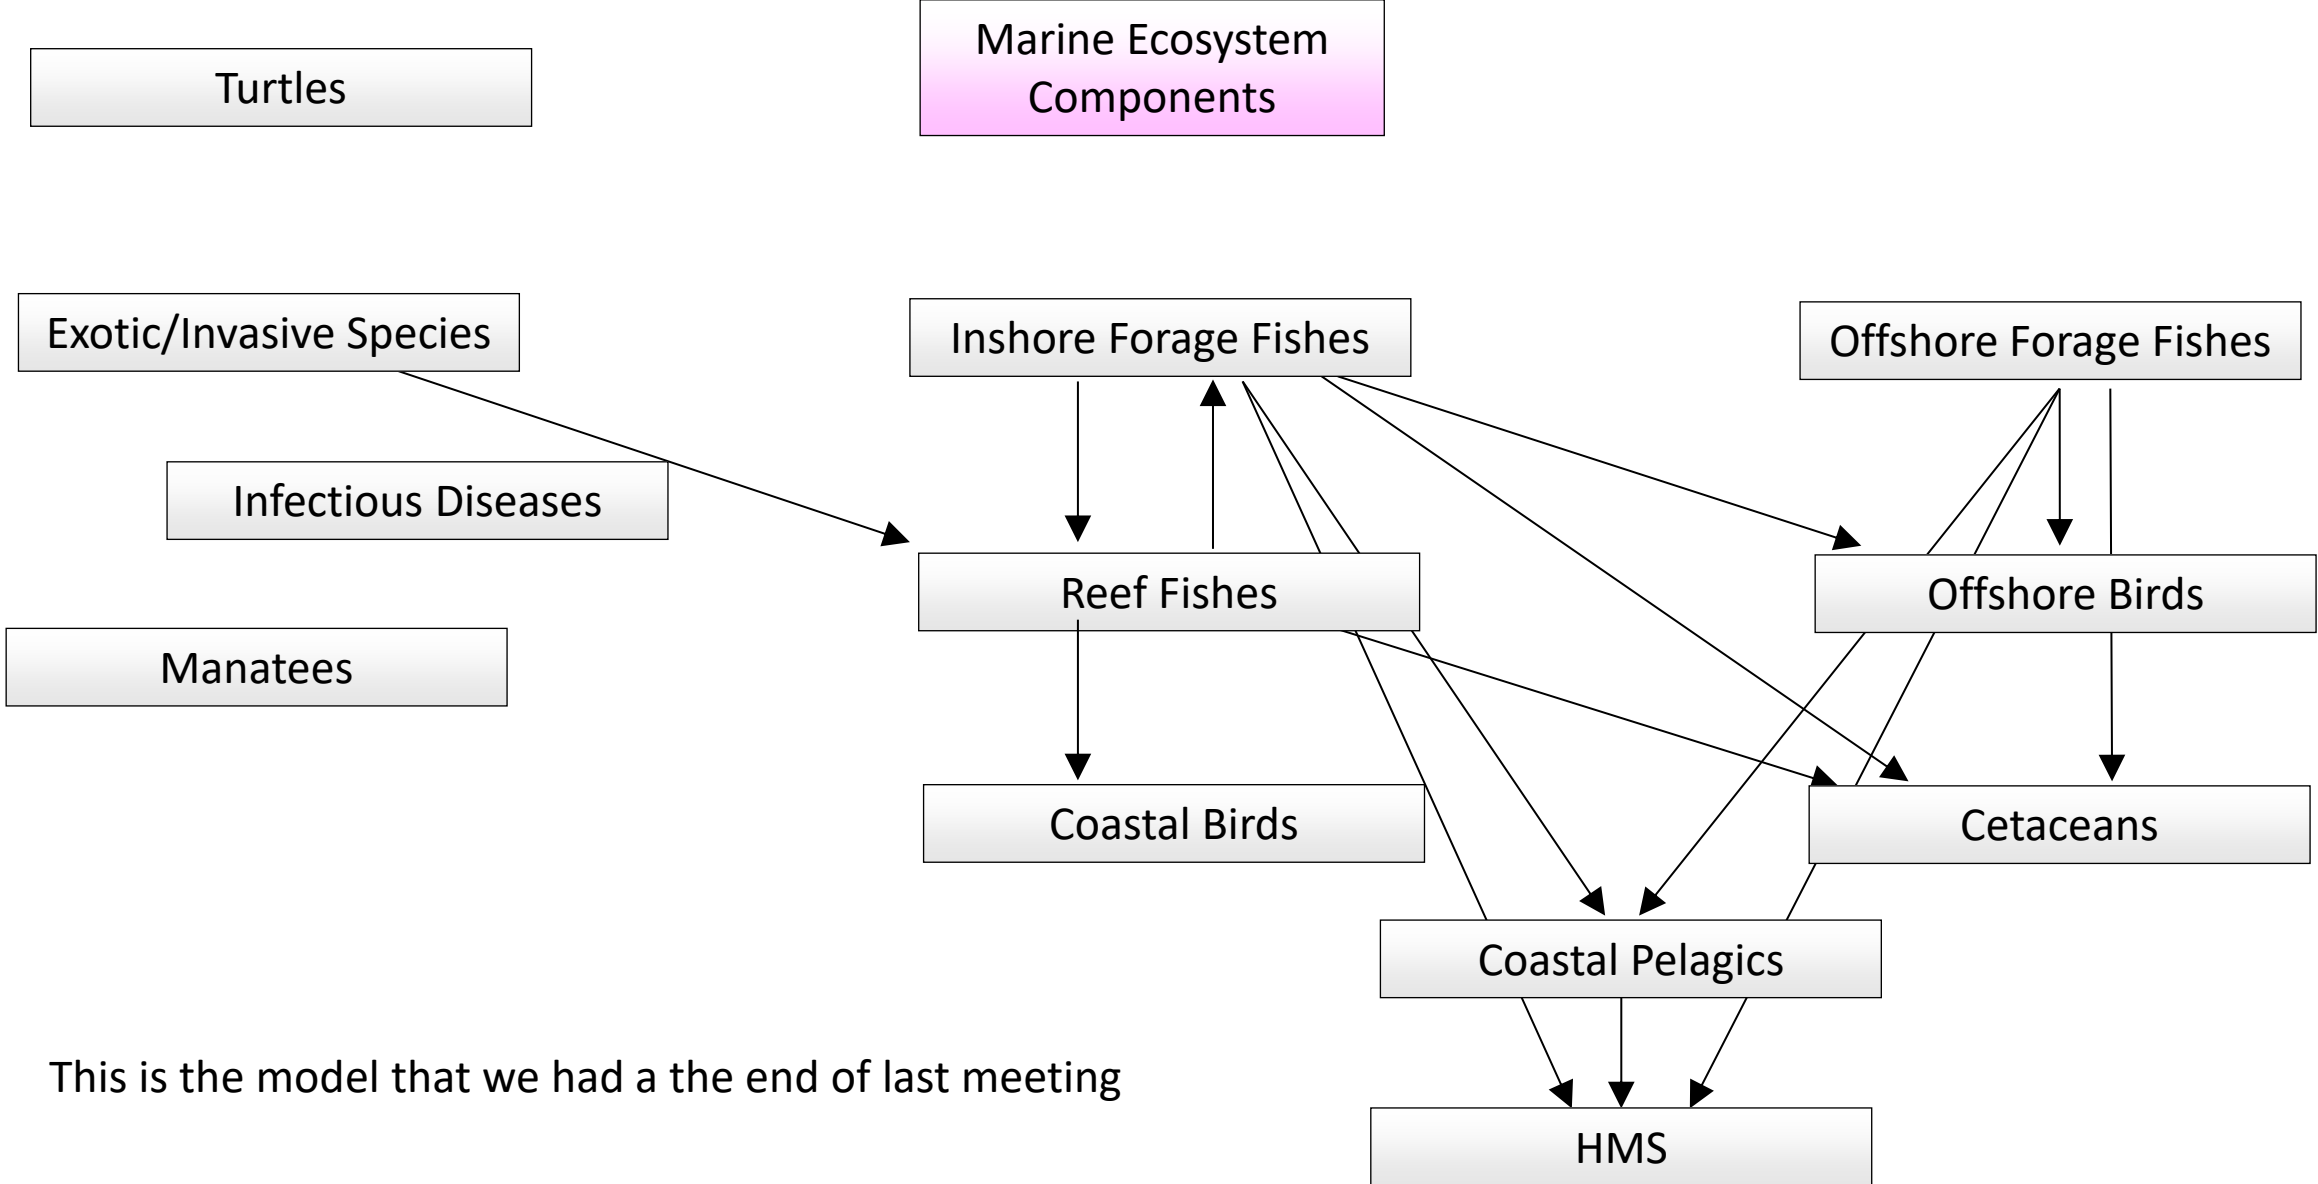 Marine Ecosystem
Components
Turtles
Exotic/Invasive Species
Inshore Forage Fishes
Offshore Forage Fishes
Infectious Diseases
Reef Fishes
Offshore Birds
Manatees
Coastal Birds
Cetaceans
Coastal Pelagics
This is the model that we had a the end of last meeting
HMS